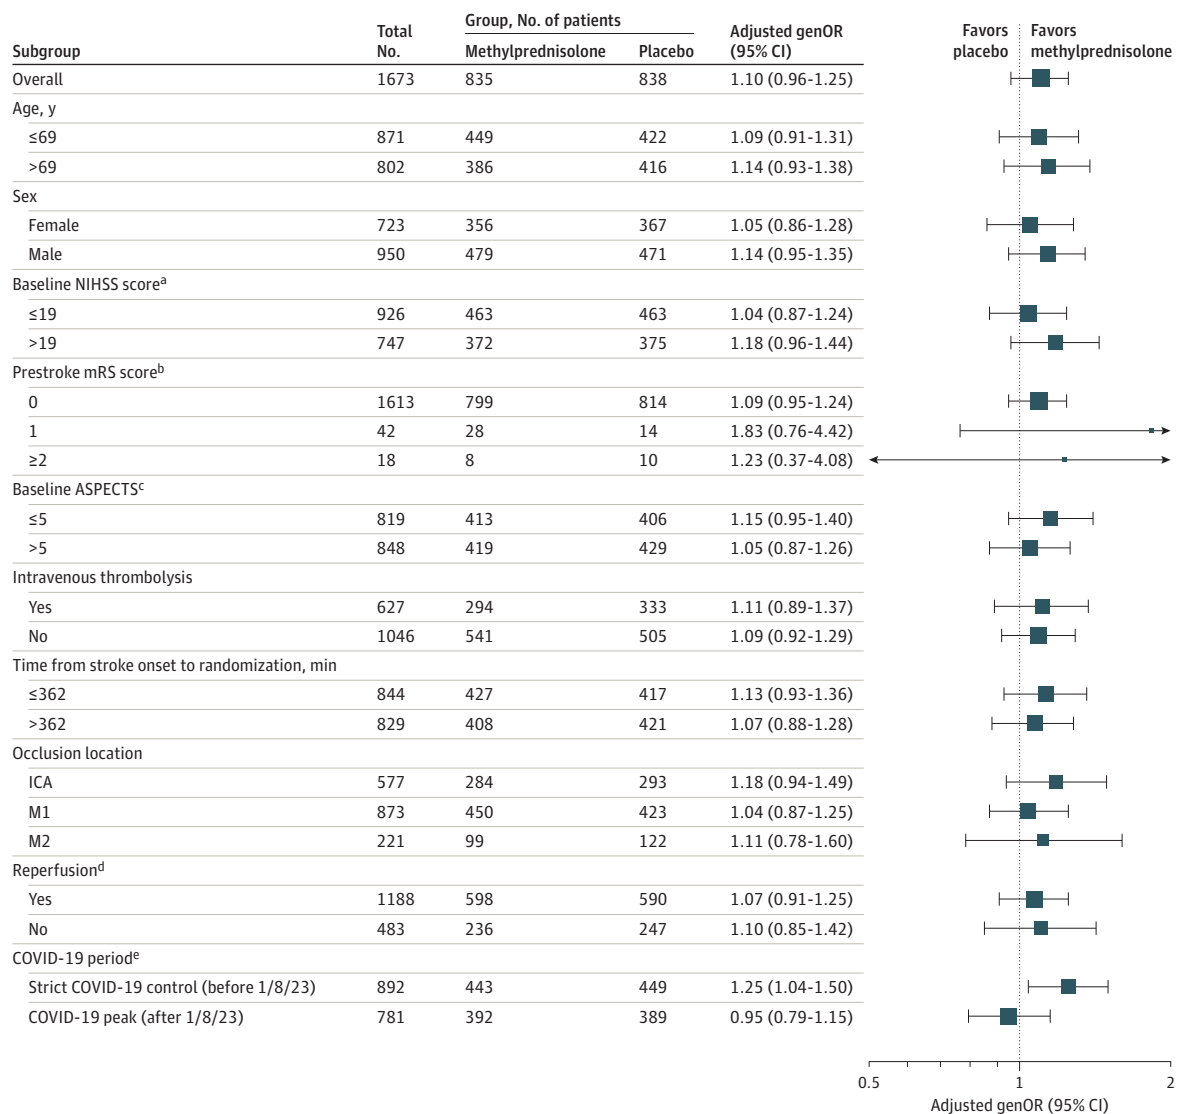 Group, No. of patients
Subgroup Total No. Methylprednisolone Placebo Adjusted genOR (95% CI) Favors placebo Favors methylprednisolone
Overall 1673 835 838 1.10 (0.96-1.25)
Age, y
≤69 871 449 422 1.09 (0.91-1.31)
>69 802 386 416 1.14 (0.93-1.38)
Sex
Female 723 356 367 1.05 (0.86-1.28)
Male 950 479 471 1.14 (0.95-1.35)
Baseline NIHSS scoreᵃ
≤19 926 463 463 1.04 (0.87-1.24)
>19 747 372 375 1.18 (0.96-1.44)
Prestroke mRS scoreᵇ
0 1613 799 814 1.09 (0.95-1.24)
1 42 28 14 1.83 (0.76-4.42)
≥2 18 8 10 1.23 (0.37-4.08)
Baseline ASPECTSᶜ
≤5 819 413 406 1.15 (0.95-1.40)
>5 848 419 429 1.05 (0.87-1.26)
Intravenous thrombolysis
Yes 627 294 333 1.11 (0.89-1.37)
No 1046 541 505 1.09 (0.92-1.29)
Time from stroke onset to randomization, min
≤362 844 427 417 1.13 (0.93-1.36)
>362 829 408 421 1.07 (0.88-1.28)
Occlusion location
ICA 577 284 293 1.18 (0.94-1.49)
M1 873 450 423 1.04 (0.87-1.25)
M2 221 99 122 1.11 (0.78-1.60)
Reperfusionᵈ
Yes 1188 598 590 1.07 (0.91-1.25)
No 483 236 247 1.10 (0.85-1.42)
COVID-19 periodᵉ
Strict COVID-19 control (before 1/8/23) 892 443 449 1.25 (1.04-1.50)
COVID-19 peak (after 1/8/23) 781 392 389 0.95 (0.79-1.15)
0.5 1 2
Adjusted genOR (95% CI)